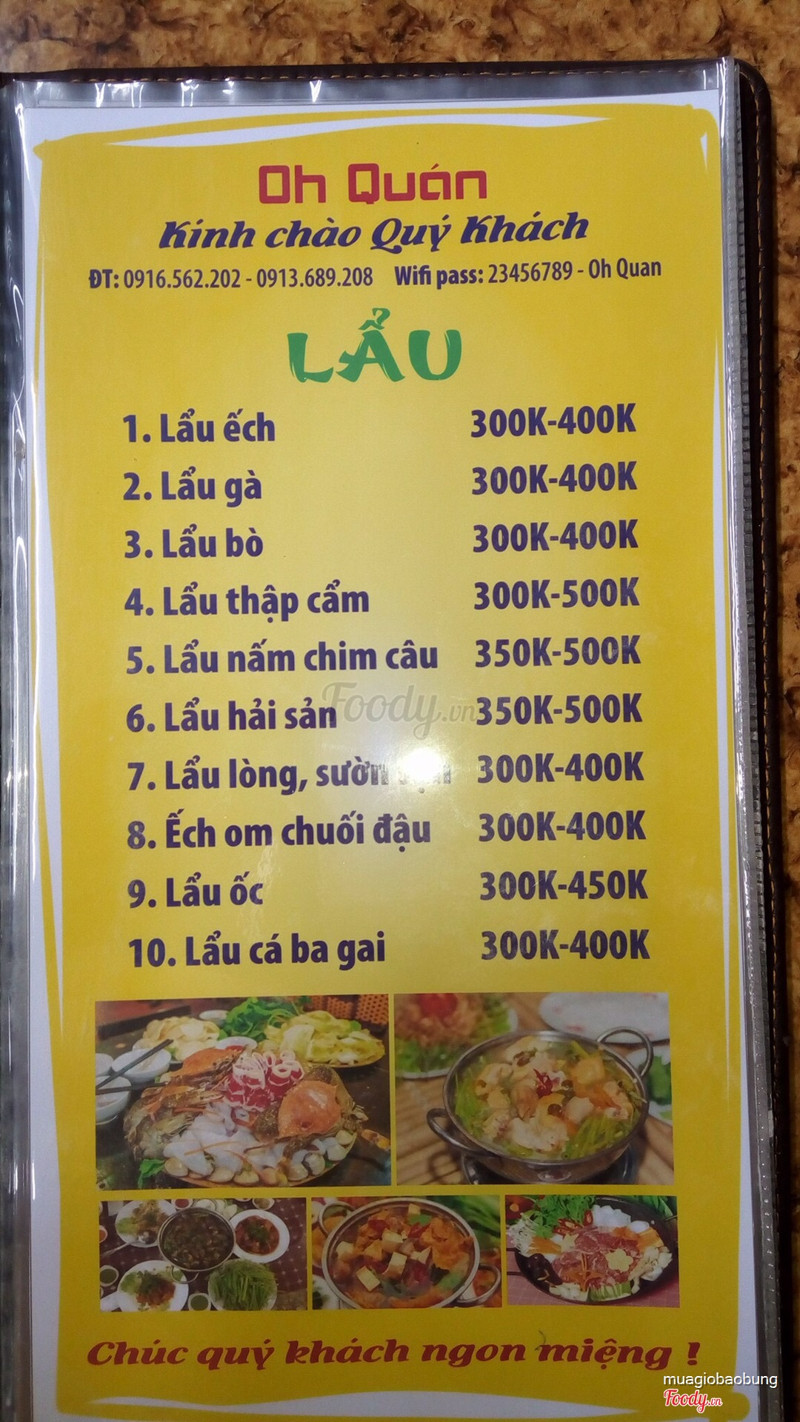 Oh Quán
Kính chào Quý Khách
ĐT: 0916.562.202 - 0913.689.208 Wifi pass: 23456789 - Oh Quan
LẨU
1. Lẩu ếch 300K-400K
2. Lẩu gà 300K-400K
3. Lẩu bò 300K-400K
4. Lẩu thập cẩm 300K-500K
5. Lẩu nấm chim câu 350K-500K
Foody.vn
6. Lẩu hải sản 350K-500K
7. Lẩu lòng, sườn 300K-400K
8. Ếch om chuối đậu 300K-400K
9. Lẩu ốc 300K-450K
10. Lẩu cá ba gai 300K-400K
Chúc quý khách ngon miệng !
muagiobaobung
Foody.vn